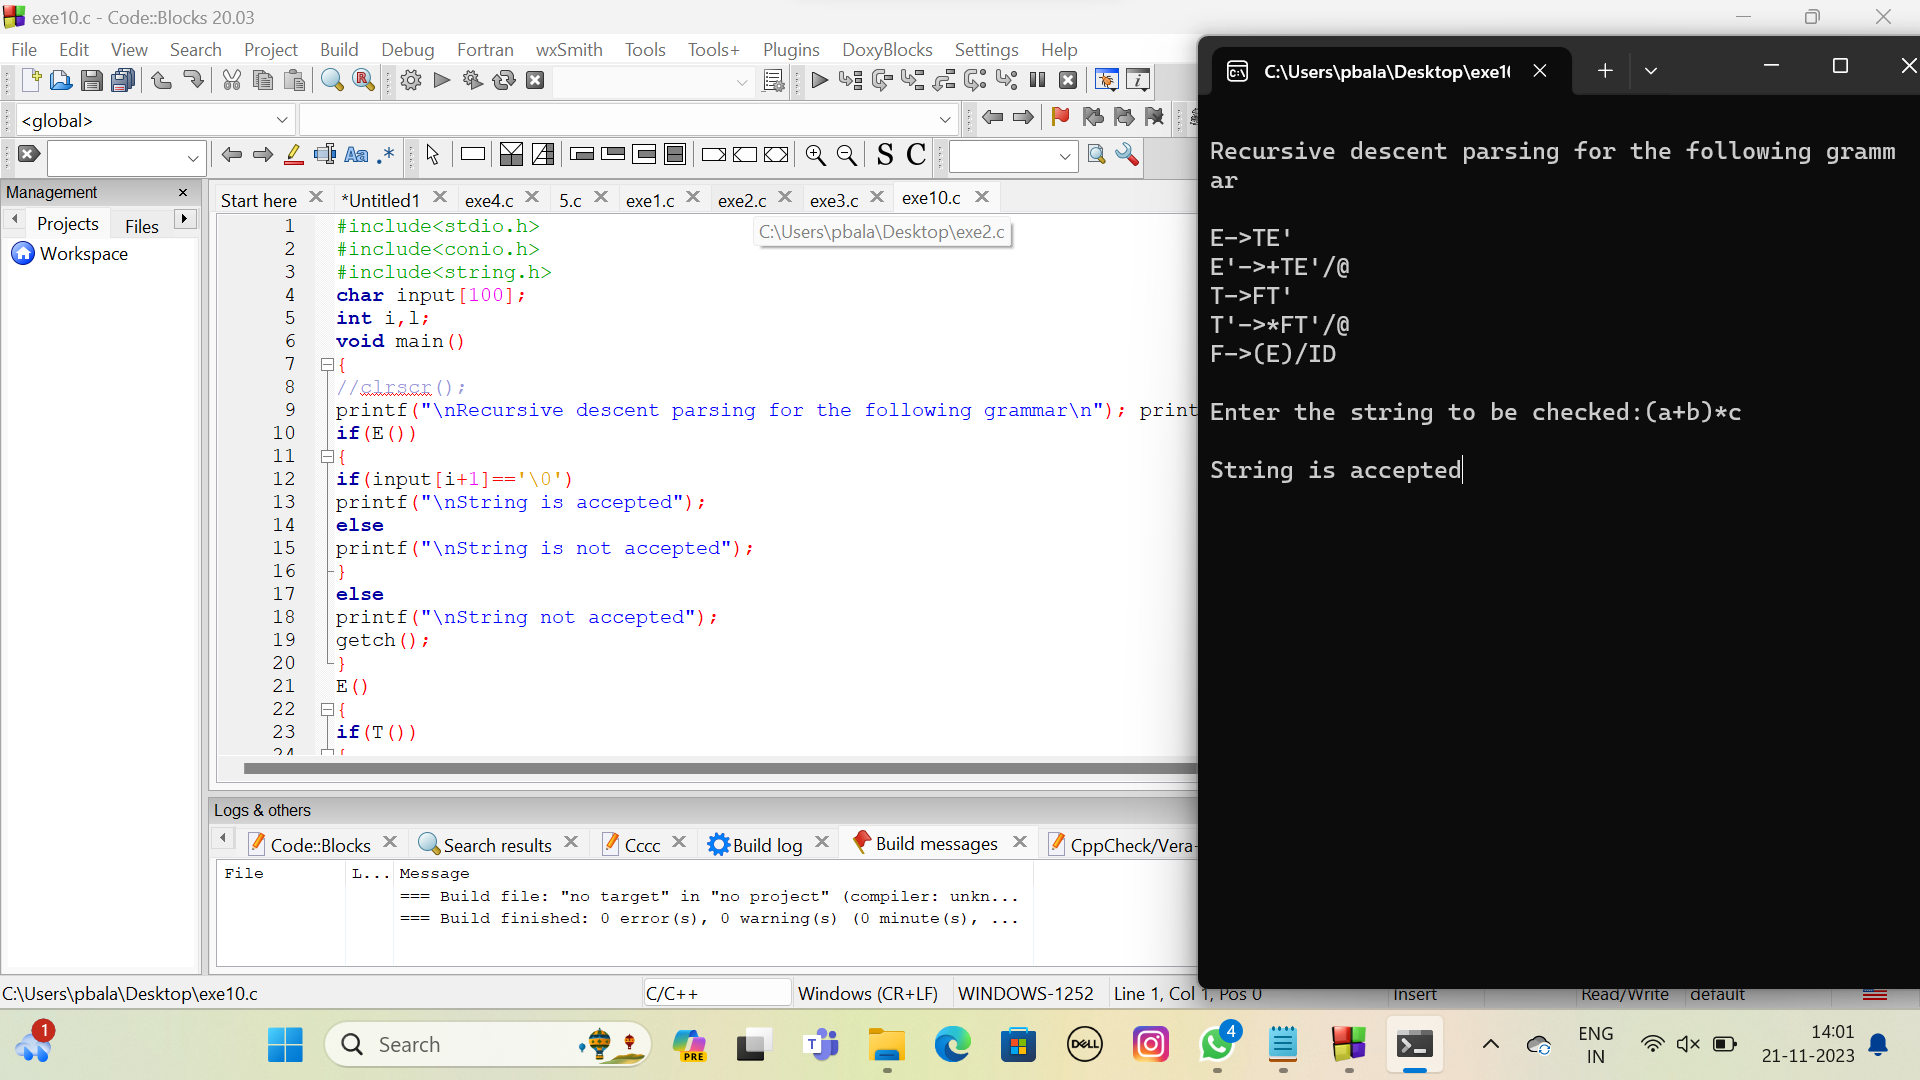 exe10.c - Code::Blocks 20.03
File Edit View Search Project Build Debug Fortran wxSmith Tools Tools+ Plugins DoxyBlocks Settings Help
<global>
S C
Management
Projects Files
Workspace
Start here *Untitled1 exe4.c 5.c exe1.c exe2.c exe3.c exe10.c
C:\Users\pbala\Desktop\exe2.c
1 #include<stdio.h>
2 #include<conio.h>
3 #include<string.h>
4 char input[100];
5 int i,l;
6 void main()
7 {
8 //clrscr();
9 printf("\nRecursive descent parsing for the following grammar\n"); print
10 if(E())
11 {
12 if(input[i+1]=='\0')
13 printf("\nString is accepted");
14 else
15 printf("\nString is not accepted");
16 }
17 else
18 printf("\nString not accepted");
19 getch();
20 }
21 E()
22 {
23 if(T())
24 {
Logs & others
Code::Blocks Search results Cccc Build log Build messages CppCheck/Vera
File L... Message
=== Build file: "no target" in "no project" (compiler: unkn...
=== Build finished: 0 error(s), 0 warning(s) (0 minute(s), ...
C:\Users\pbala\Desktop\exe10.c C/C++ Windows (CR+LF) WINDOWS-1252 Line 1, Col 1, Pos 0 Insert Read/Write default
C:\Users\pbala\Desktop\exe1
Recursive descent parsing for the following gramm
ar
E->TE'
E'->+TE'/@
T->FT'
T'->*FT'/@
F->(E)/ID
Enter the string to be checked:(a+b)*c
String is accepted
1
Search
PRE
DELL
4
ENG
IN
14:01
21-11-2023